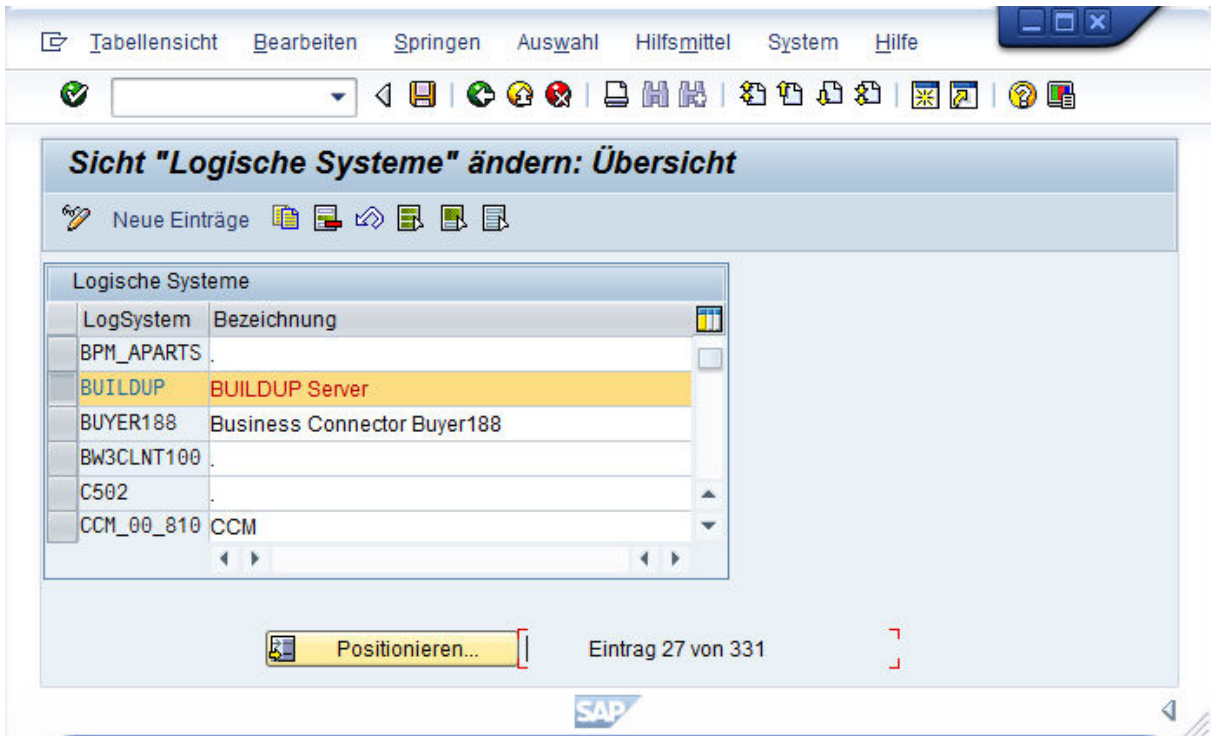 Tabellensicht Bearbeiten Springen Auswahl Hilfsmittel System Hilfe
Sicht "Logische Systeme" ändern: Übersicht
Neue Einträge
Logische Systeme
LogSystem Bezeichnung
BPM_APARTS .
BUILDUP BUILDUP Server
BUYER188 Business Connector Buyer188
BW3CLNT100 .
C502 .
CCM_00_810 CCM
Positionieren... Eintrag 27 von 331
SAP